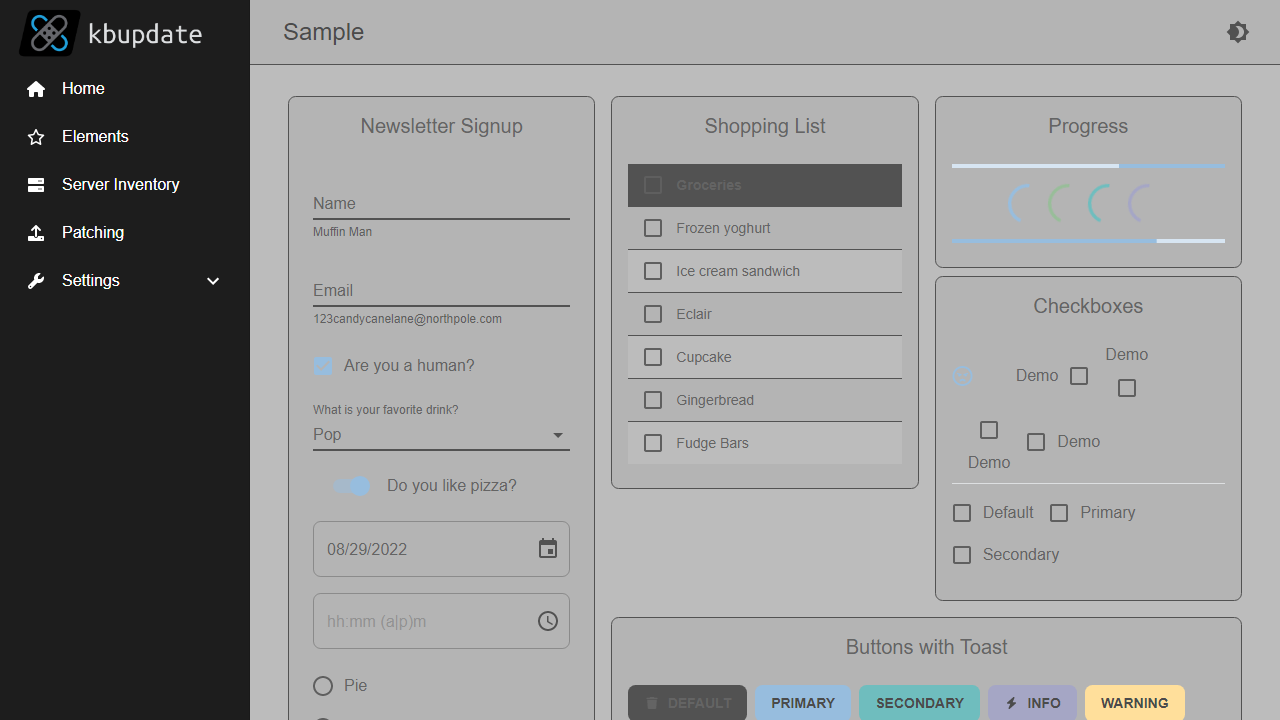 kbupdate
Home
Elements
Server Inventory
Patching
Settings
Sample
Newsletter Signup
Name
Muffin Man
Email
123candycanelane@northpole.com
Are you a human?
What is your favorite drink?
Pop
Do you like pizza?
08/29/2022
hh:mm (a|p)m
Pie
Shopping List
Groceries
Frozen yoghurt
Ice cream sandwich
Eclair
Cupcake
Gingerbread
Fudge Bars
Progress
Checkboxes
Demo
Demo
Demo
Demo
Default
Primary
Secondary
Buttons with Toast
DEFAULT
PRIMARY
SECONDARY
INFO
WARNING